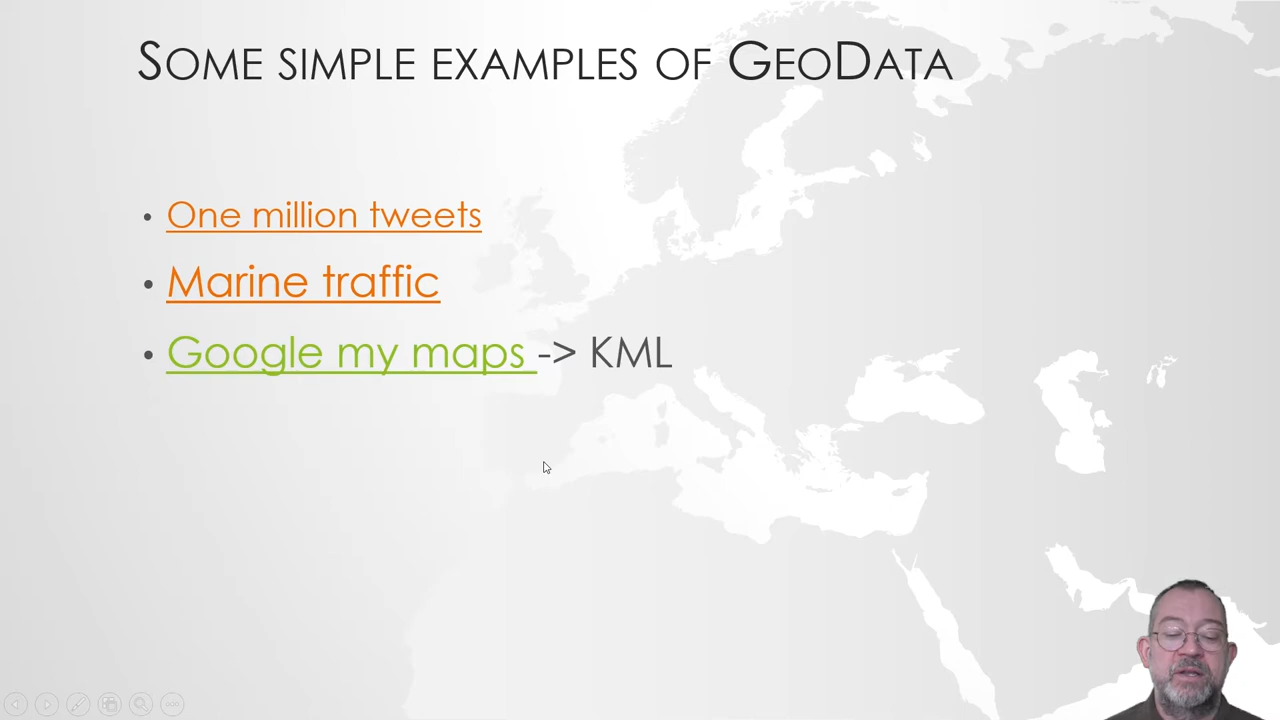 Some simple examples of GeoData
• One million tweets
• Marine traffic
• Google my maps -> KML